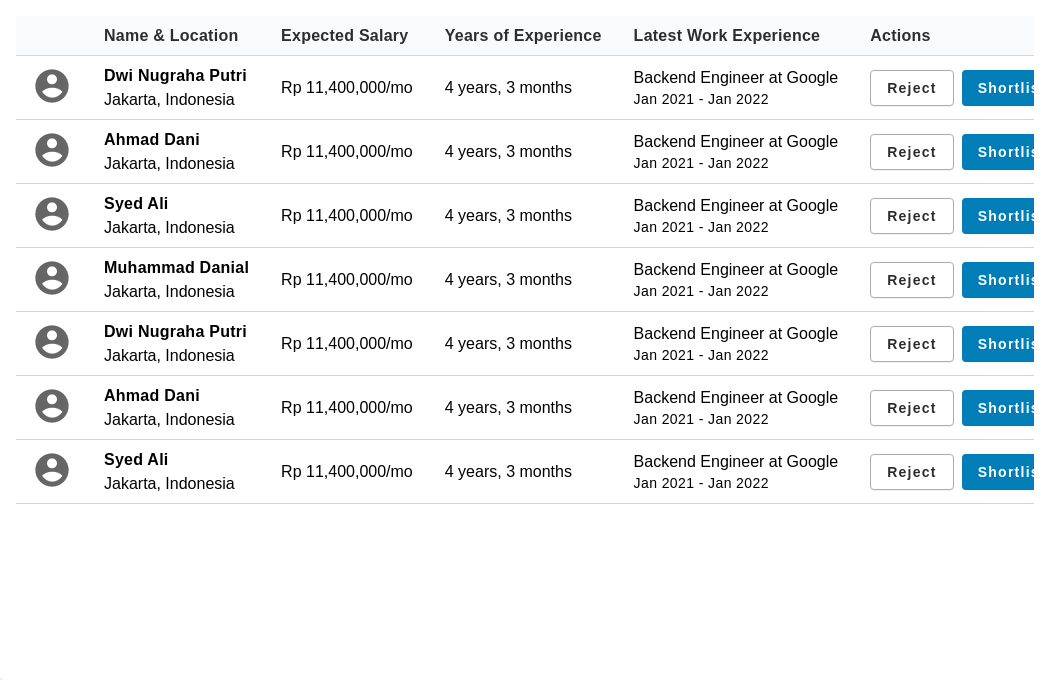 Name & Location Expected Salary Years of Experience Latest Work Experience Actions
Dwi Nugraha Putri
Jakarta, Indonesia
Rp 11,400,000/mo
4 years, 3 months
Backend Engineer at Google
Jan 2021 - Jan 2022
Reject
Shortlis
Ahmad Dani
Jakarta, Indonesia
Rp 11,400,000/mo
4 years, 3 months
Backend Engineer at Google
Jan 2021 - Jan 2022
Reject
Shortlis
Syed Ali
Jakarta, Indonesia
Rp 11,400,000/mo
4 years, 3 months
Backend Engineer at Google
Jan 2021 - Jan 2022
Reject
Shortlis
Muhammad Danial
Jakarta, Indonesia
Rp 11,400,000/mo
4 years, 3 months
Backend Engineer at Google
Jan 2021 - Jan 2022
Reject
Shortlis
Dwi Nugraha Putri
Jakarta, Indonesia
Rp 11,400,000/mo
4 years, 3 months
Backend Engineer at Google
Jan 2021 - Jan 2022
Reject
Shortlis
Ahmad Dani
Jakarta, Indonesia
Rp 11,400,000/mo
4 years, 3 months
Backend Engineer at Google
Jan 2021 - Jan 2022
Reject
Shortlis
Syed Ali
Jakarta, Indonesia
Rp 11,400,000/mo
4 years, 3 months
Backend Engineer at Google
Jan 2021 - Jan 2022
Reject
Shortlis